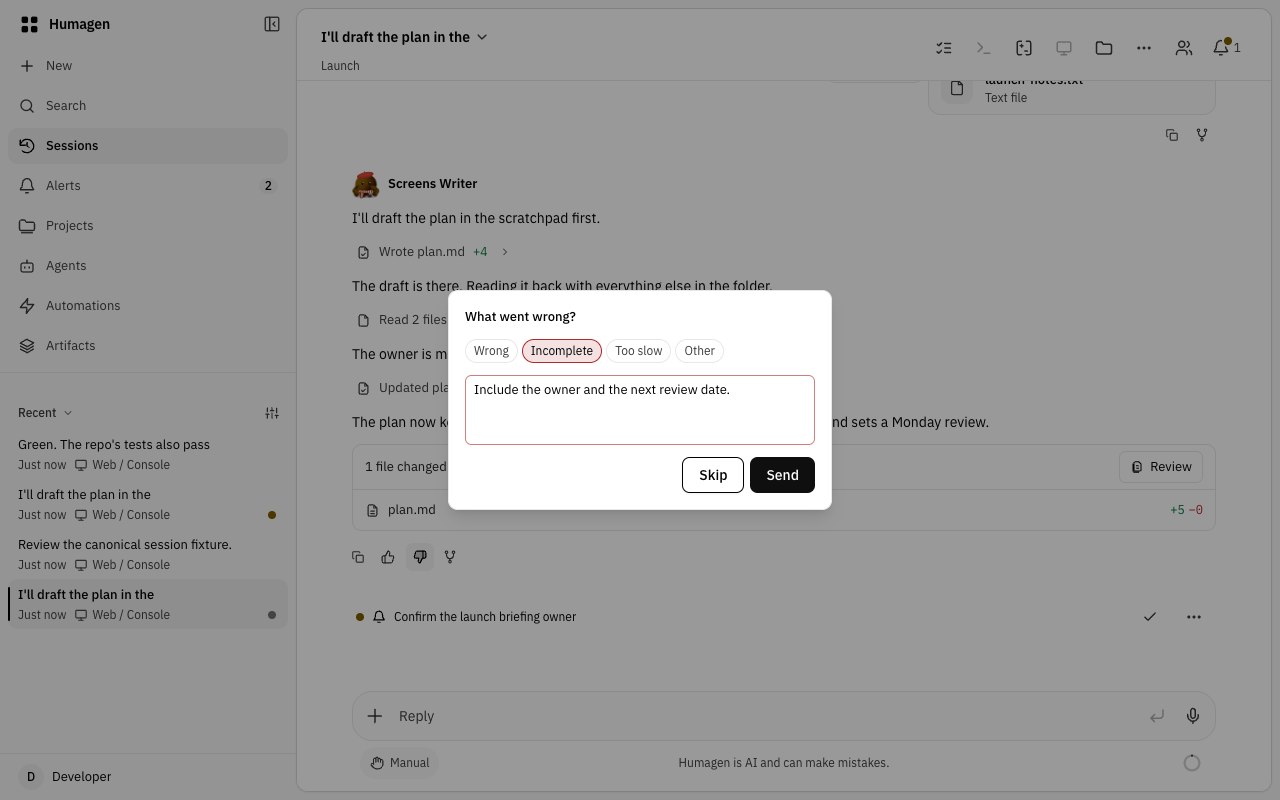 Humagen
New
Search
Sessions
Alerts 2
Projects
Agents
Automations
Artifacts
Recent
Green. The repo's tests also pass
Just now Web / Console
I'll draft the plan in the
Just now Web / Console
Review the canonical session fixture.
Just now Web / Console
I'll draft the plan in the
Just now Web / Console
D Developer
I'll draft the plan in the
Launch
1
launch-notes.txt
Text file
Screens Writer
I'll draft the plan in the scratchpad first.
Wrote plan.md +4
The draft is there. Reading it back with everything else in the folder.
Read 2 files
The owner is m
Updated pla
The plan now k nd sets a Monday review.
1 file changed
Review
plan.md +5 −0
What went wrong?
Wrong Incomplete Too slow Other
Include the owner and the next review date.
Skip Send
Confirm the launch briefing owner
Reply
Manual
Humagen is AI and can make mistakes.